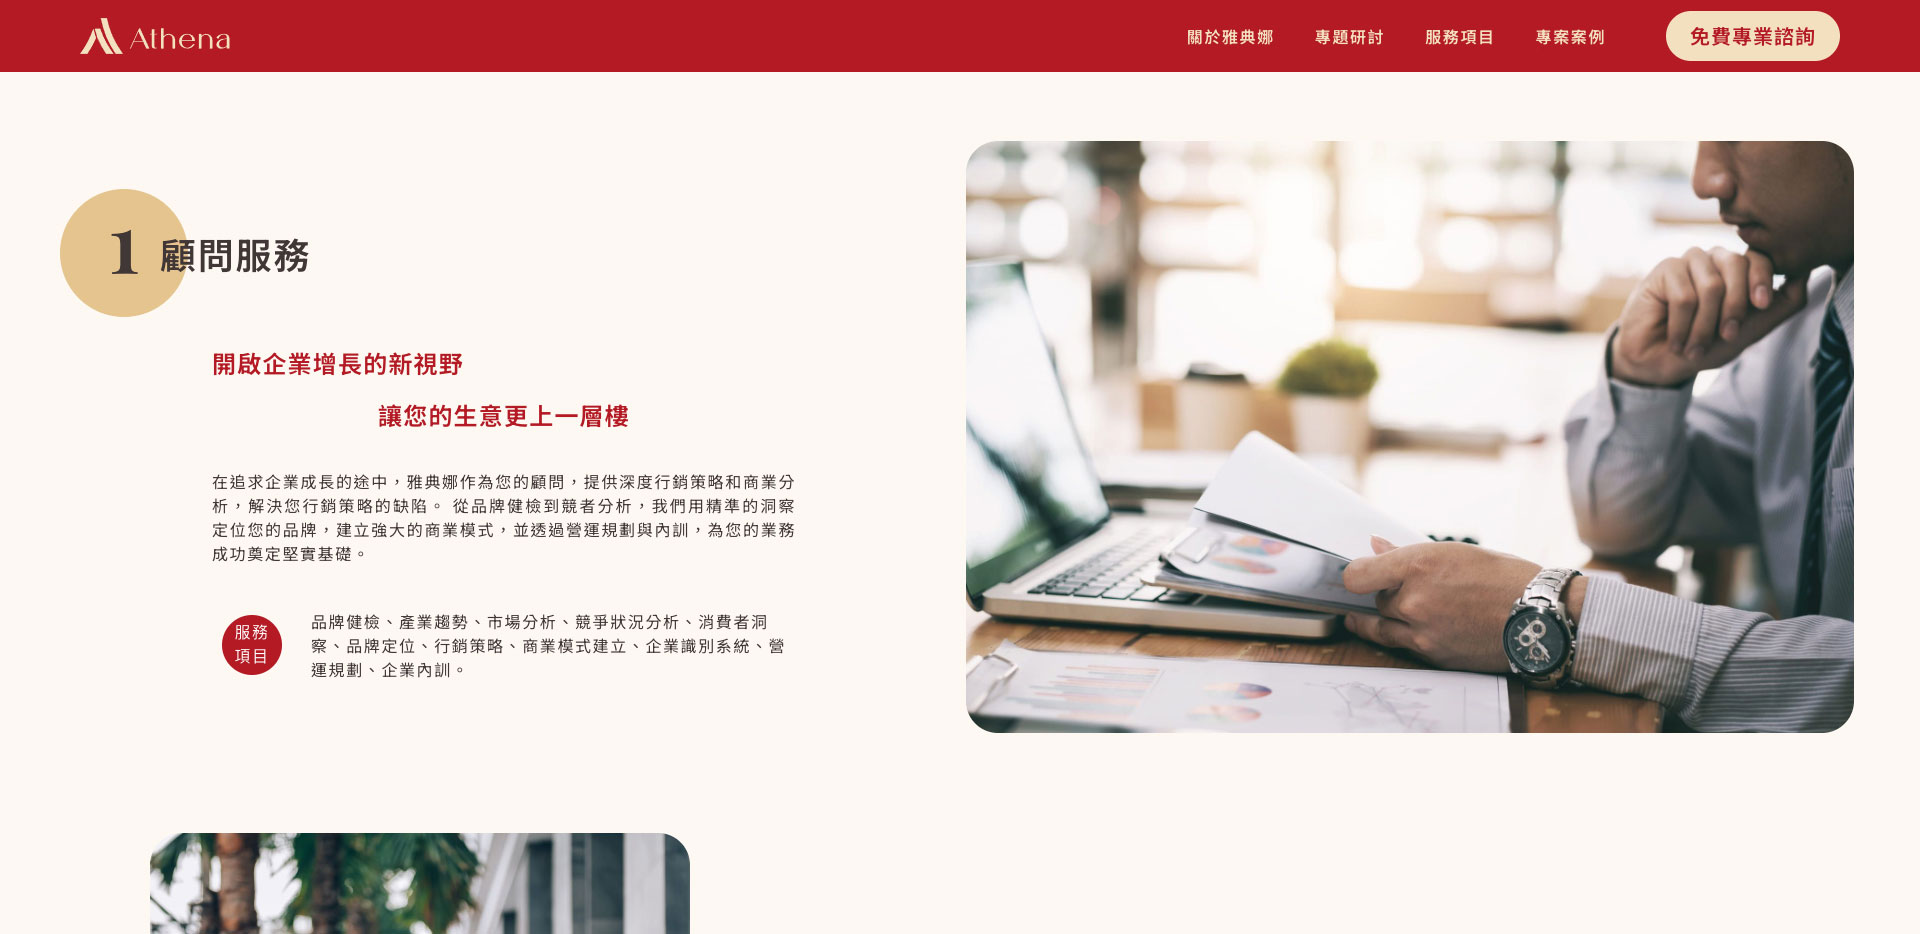 Athena
關於雅典娜
專題研討
服務項目
專案案例
免費專業諮詢
1
顧問服務
開啟企業增長的新視野
讓您的生意更上一層樓
在追求企業成長的途中，雅典娜作為您的顧問，提供深度行銷策略和商業分
析，解決您行銷策略的缺陷。 從品牌健檢到競者分析，我們用精準的洞察
定位您的品牌，建立強大的商業模式，並透過營運規劃與內訓，為您的業務
成功奠定堅實基礎。
服務
項目
品牌健檢、產業趨勢、市場分析、競爭狀況分析、消費者洞
察、品牌定位、行銷策略、商業模式建立、企業識別系統、營
運規劃、企業內訓。